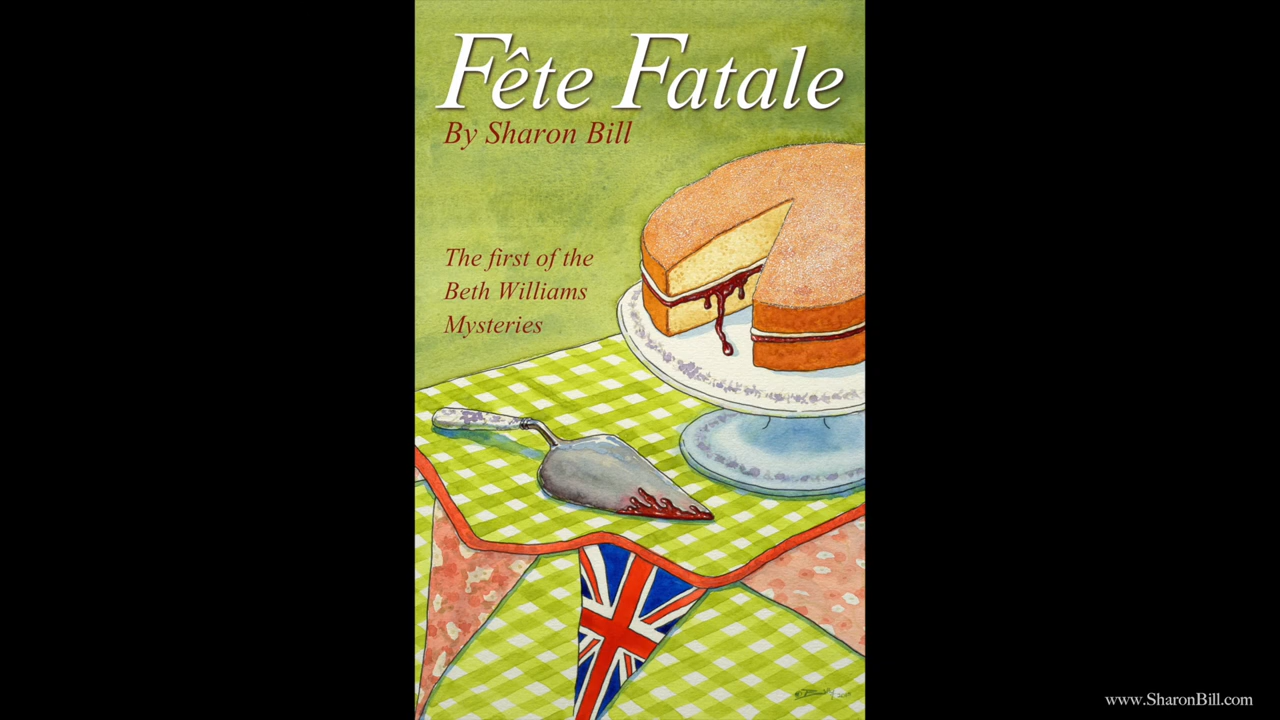 Fête Fatale
By Sharon Bill
The first of the
Beth Williams
Mysteries
www.SharonBill.com